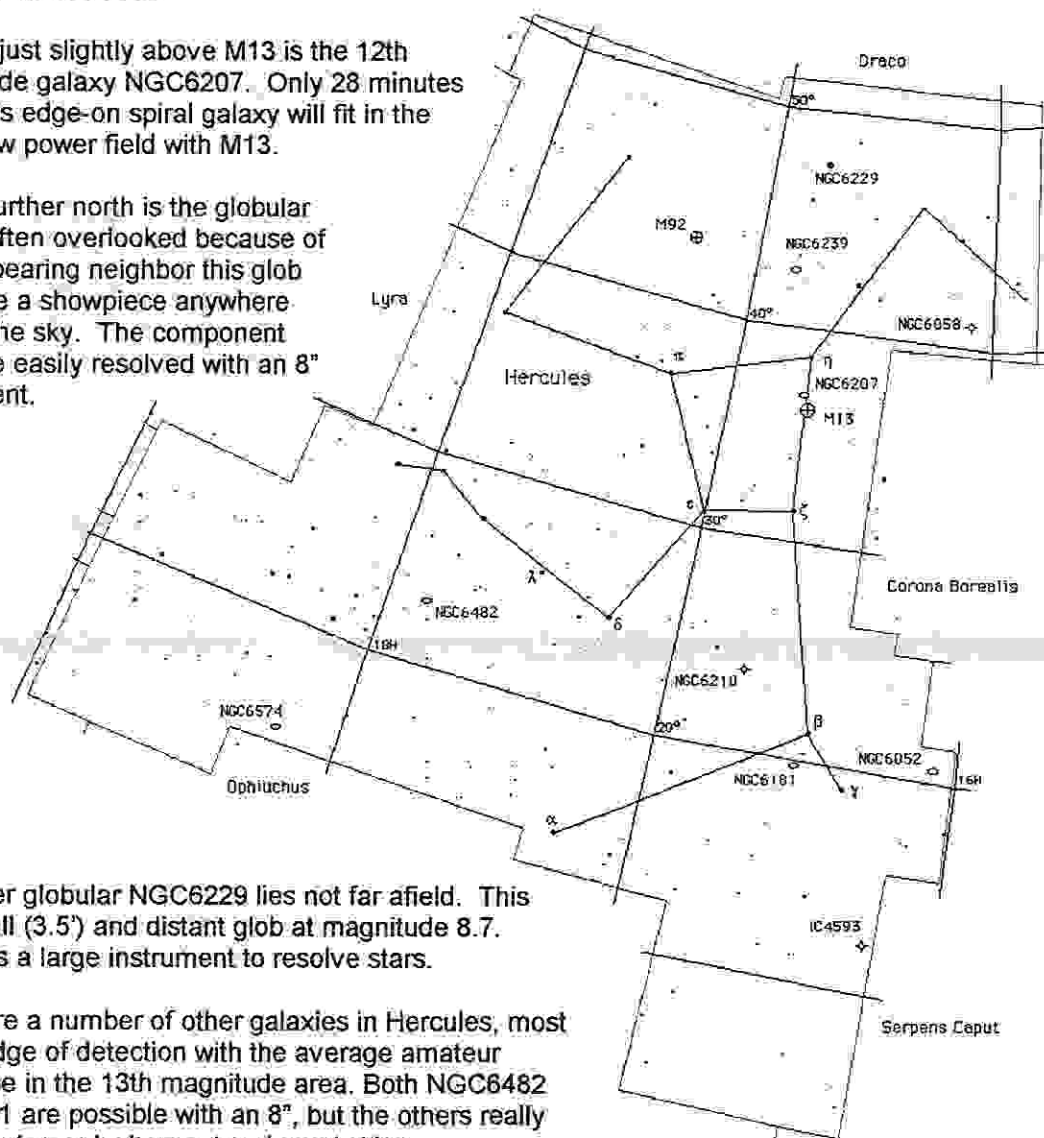 just slightly above M13 is the 12th
de galaxy NGC6207. Only 28 minutes
s edge-on spiral galaxy will fit in the
w power field with M13.
urther north is the globular
ften overlooked because of
bearing neighbor this glob
e a showpiece anywhere
he sky. The component
e easily resolved with an 8"
ent.
Draco
50°
NGC6229
M92
NGC6239
Lyra
40°
NGC6058
π
η
Hercules
NGC6207
M13
ε
30°
ζ
Corona Borealis
λ
NGC6482
δ
18H
NGC6210
NGC6574
20°
β
NGC6052
NGC6181
16H
γ
Ophiuchus
α
er globular NGC6229 lies not far afield. This
ll (3.5') and distant glob at magnitude 8.7.
s a large instrument to resolve stars.
IC4593
Serpens Caput
re a number of other galaxies in Hercules, most
dge of detection with the average amateur
e in the 13th magnitude area. Both NGC6482
1 are possible with an 8", but the others really